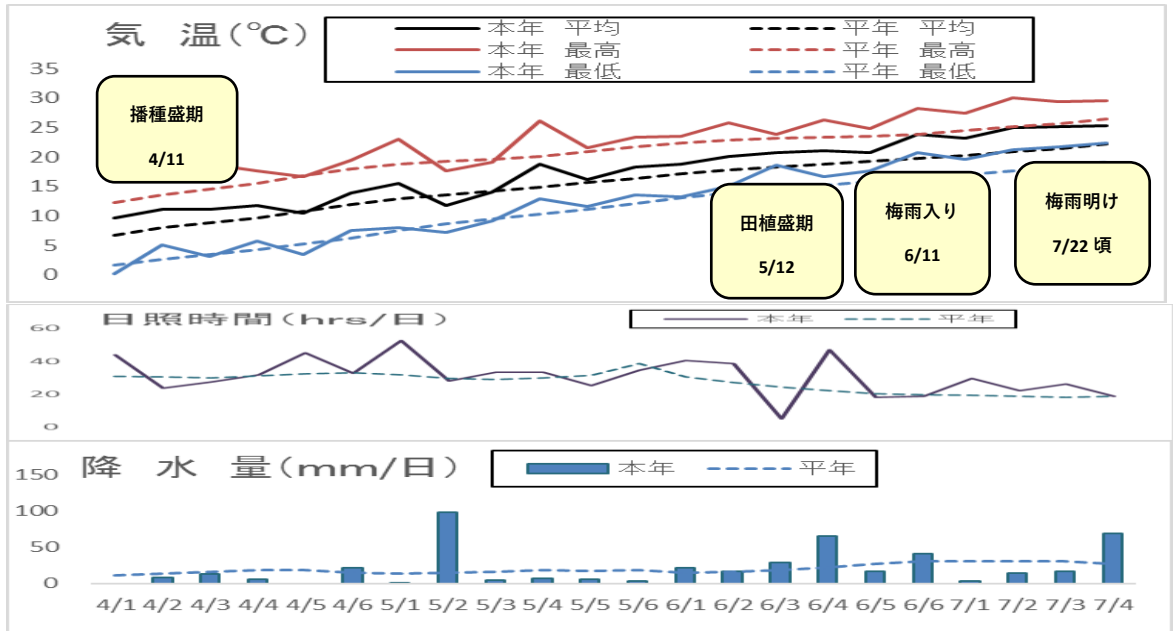 気　温(℃)
本年　平均
平年　平均
本年　最高
平年　最高
本年　最低
平年　最低
35
30
25
20
15
10
5
0
播種盛期
4/11
田植盛期
5/12
梅雨入り
6/11
梅雨明け
7/22 頃
日照時間(hrs/日)
本年
平年
60
40
20
0
降　水　量(mm/日)
本年
平年
150
100
50
0
4/1 4/2 4/3 4/4 4/5 4/6 5/1 5/2 5/3 5/4 5/5 5/6 6/1 6/2 6/3 6/4 6/5 6/6 7/1 7/2 7/3 7/4